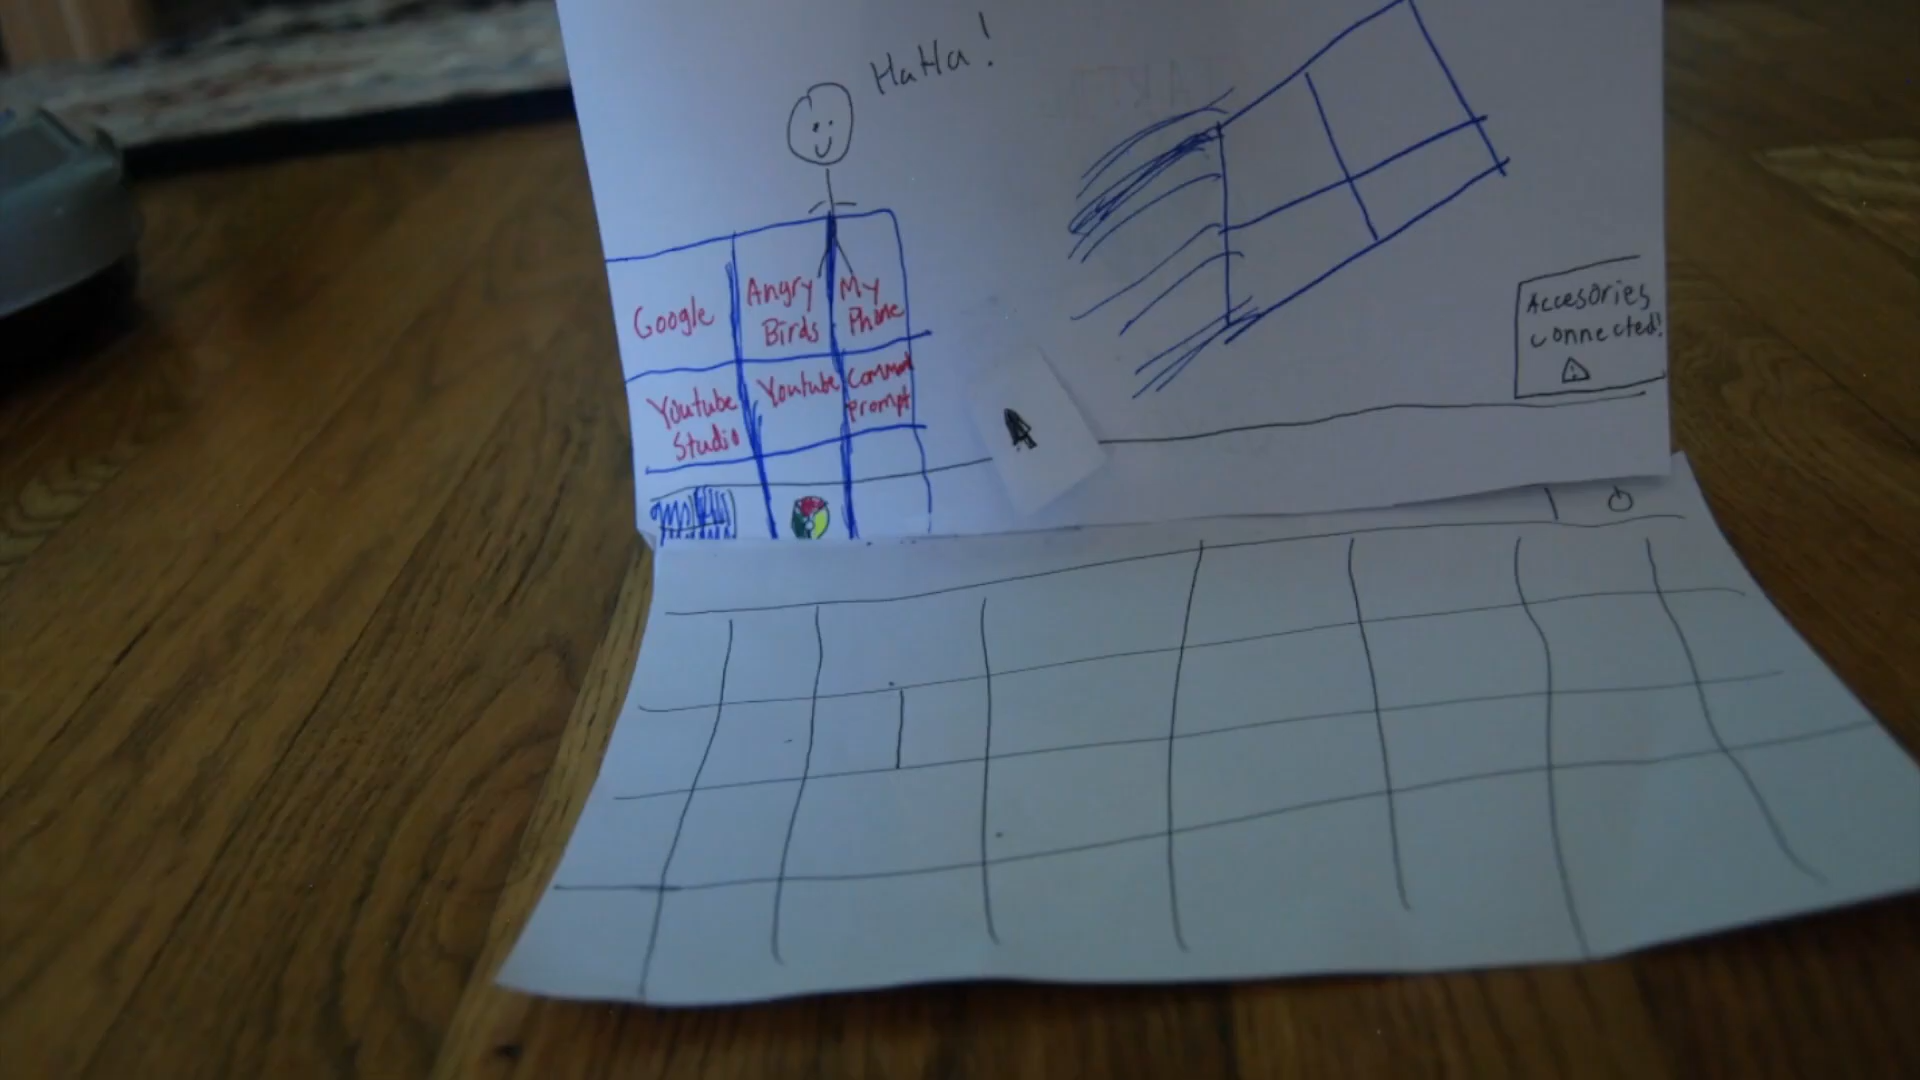 HaHa!
Google
Angry
Birds
My
Phone
Youtube
Studio
Youtube
Command
prompt
Accesories
connected!